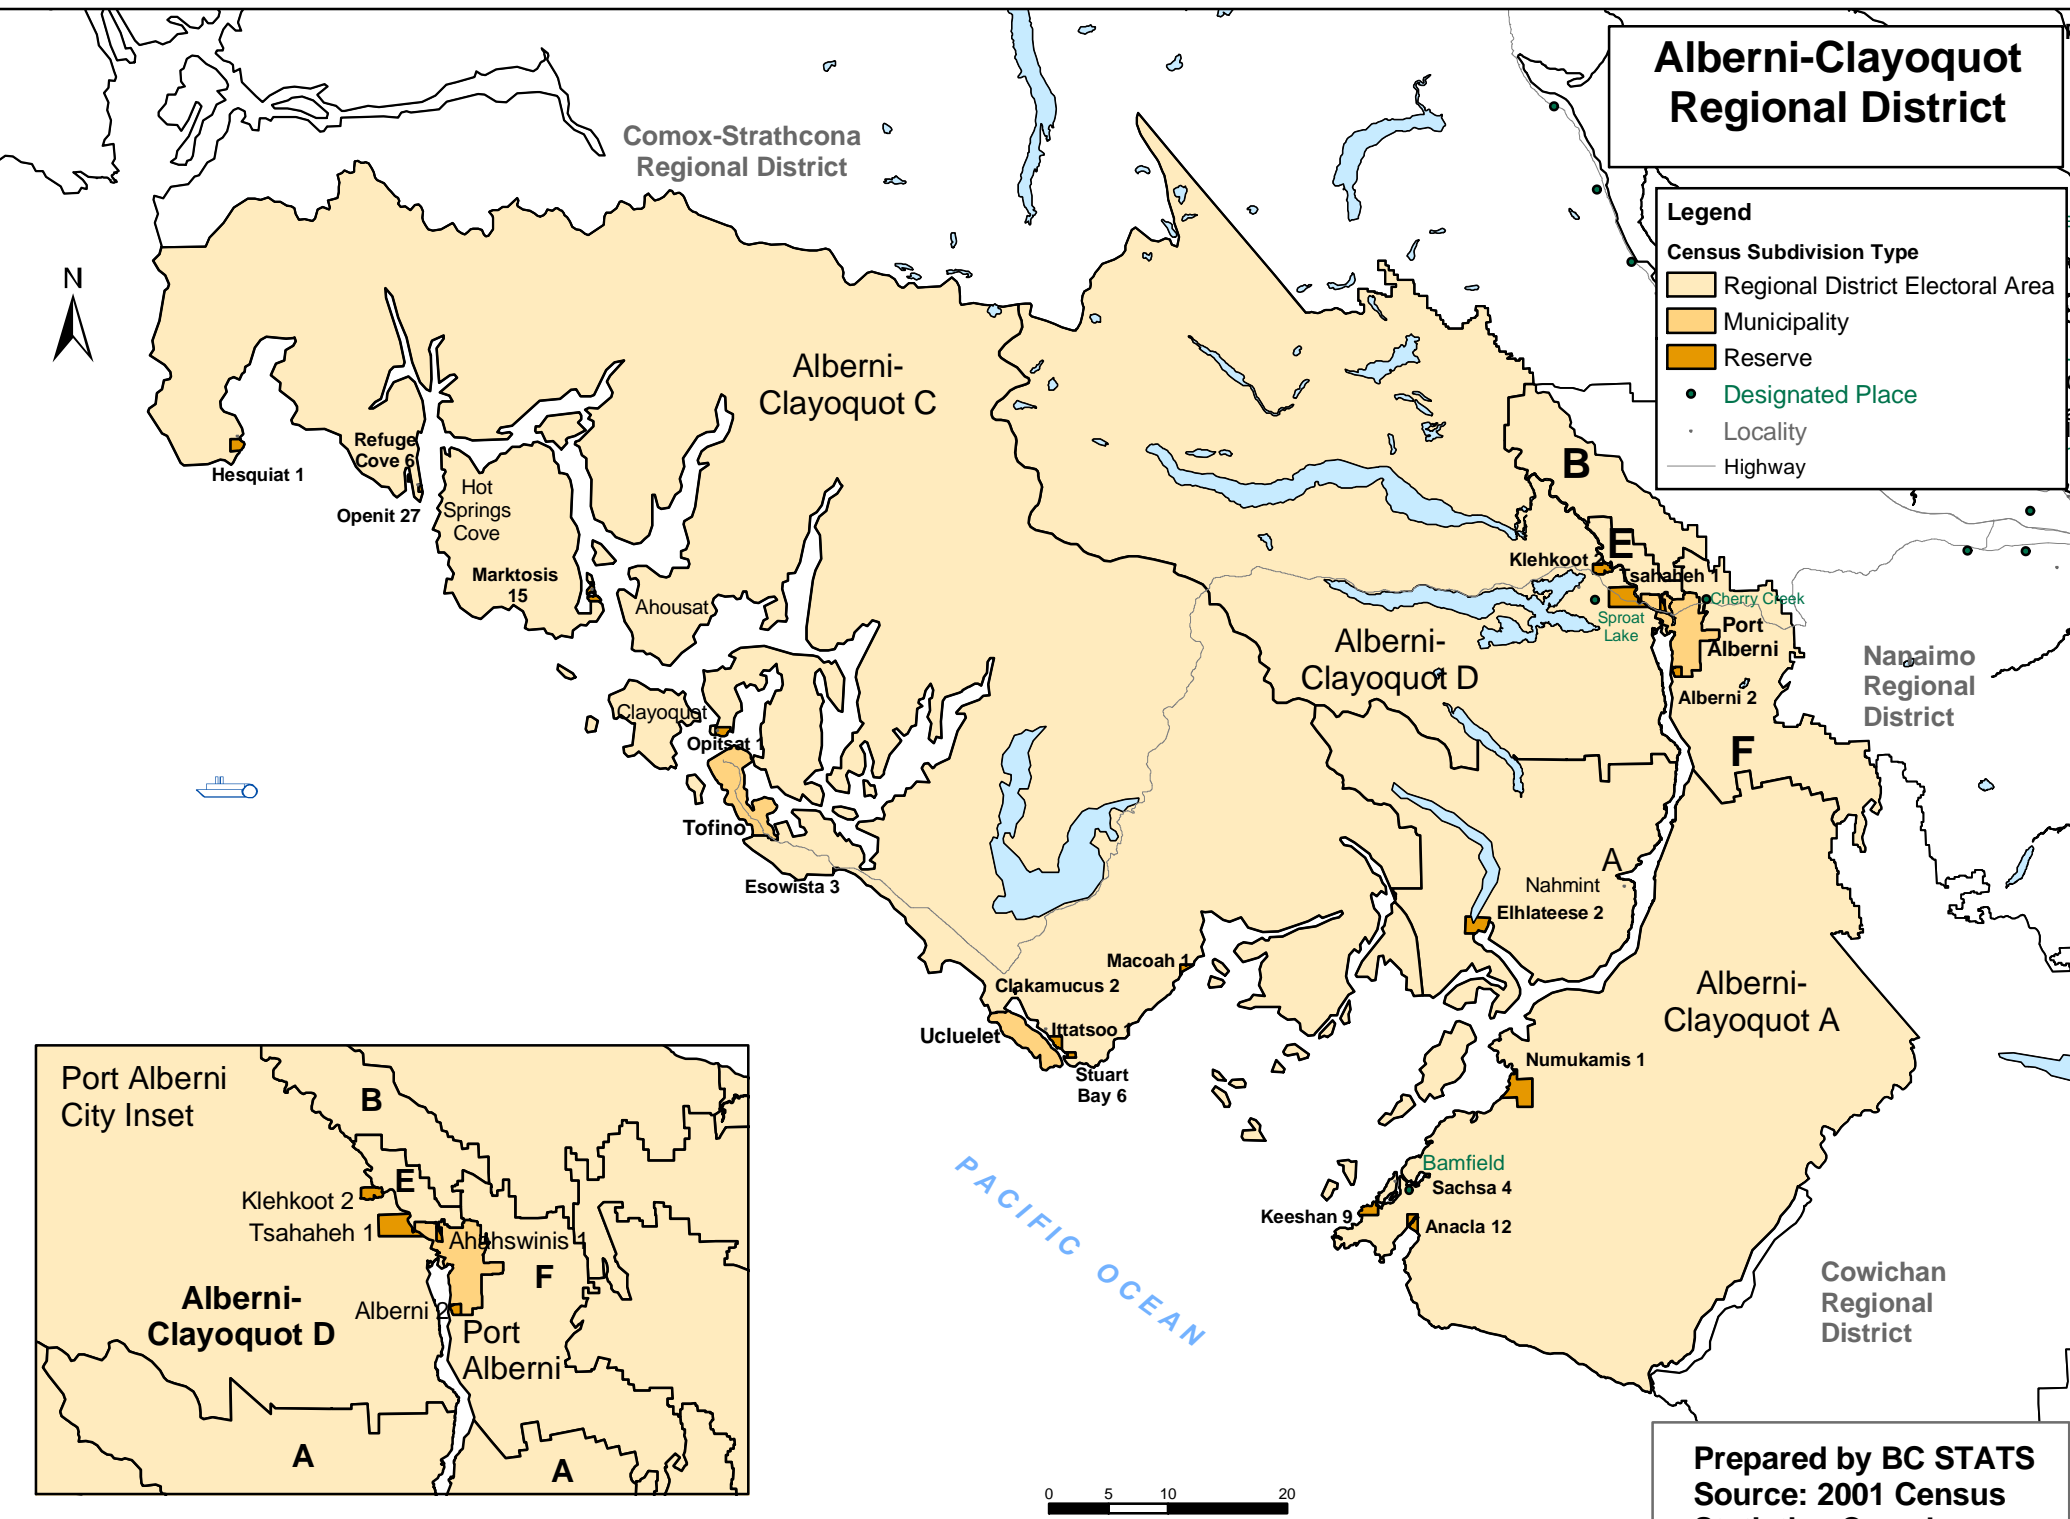 Alberni-Clayoquot
Regional District
Legend
Census Subdivision Type
Regional District Electoral Area
Municipality
Reserve
Designated Place
Locality
Highway
Comox-Strathcona
Regional District
N
Alberni-
Clayoquot C
Hesquiat 1
Refuge
Cove 6
Openit 27
Hot
Springs
Cove
Marktosis
15
Ahousat
Clayoquot
Opitsat 1
Tofino
Esowista 3
B
E
Klehkoot 2
Tsahaheh 1
Cherry Creek
Sproat
Lake
Port
Alberni
Alberni 2
Alberni-
Clayoquot D
Nanaimo
Regional
District
F
A
Nahmint
Elhlateese 2
Macoah 1
Clakamucus 2
Ittatsoo 1
Ucluelet
Stuart
Bay 6
Alberni-
Clayoquot A
Numukamis 1
Bamfield
Sachsa 4
Keeshan 9
Anacla 12
PACIFIC OCEAN
Cowichan
Regional
District
Port Alberni
City Inset
B
E
Klehkoot 2
Tsahaheh 1
Ahahswinis 1
F
Alberni-
Clayoquot D
Alberni 2
Port
Alberni
A
A
0 5 10 20
Prepared by BC STATS
Source: 2001 Census